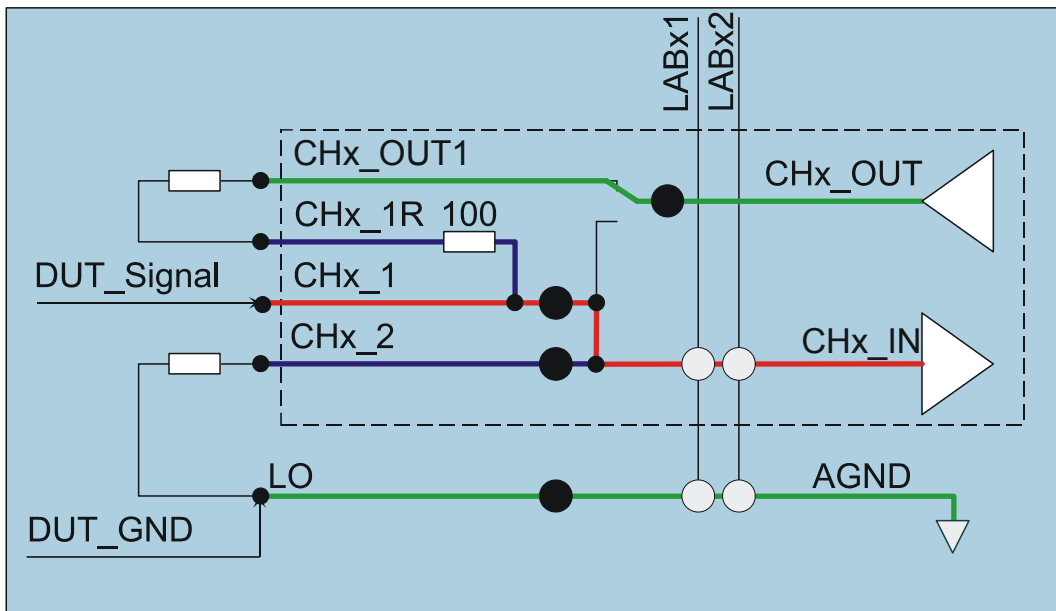 LABx1
LABx2
CHx_OUT1
CHx_OUT
CHx_1R 100
DUT_Signal
CHx_1
CHx_2
CHx_IN
LO
AGND
DUT_GND